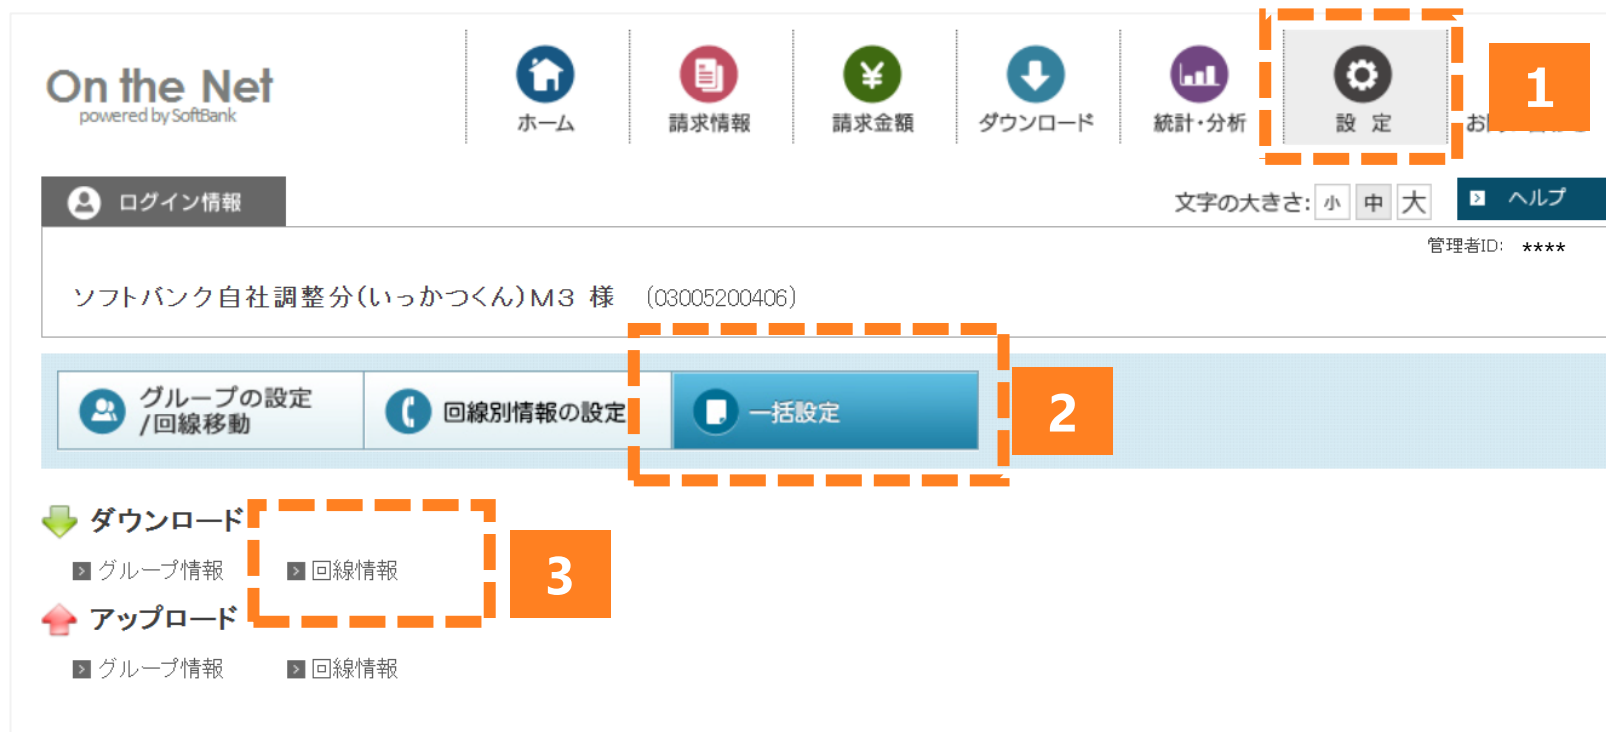 On the Net
powered by SoftBank
ホーム
請求情報
請求金額
ダウンロード
統計・分析
設 定
1
ログイン情報
文字の大きさ: 小 中 大
ヘルプ
管理者ID: ****
ソフトバンク自社調整分(いっかつくん)M3 様 (03005200406)
グループの設定
/回線移動
回線別情報の設定
一括設定
2
ダウンロード
グループ情報
回線情報
3
アップロード
グループ情報
回線情報